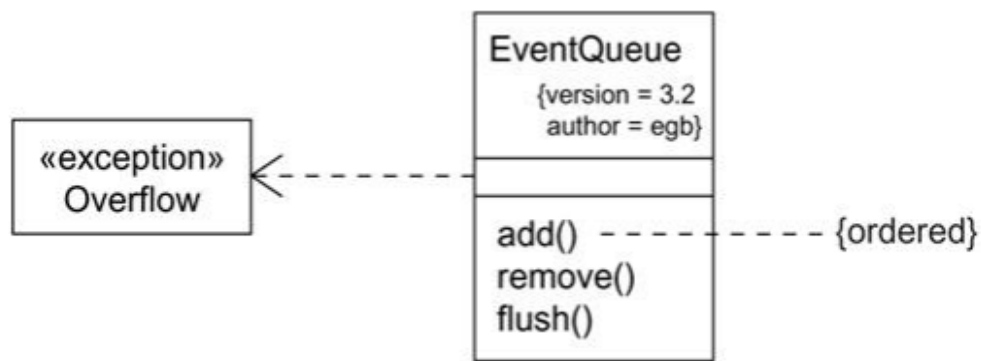 EventQueue
{version = 3.2
author = egb}
«exception»
Overflow
add()
{ordered}
remove()
flush()